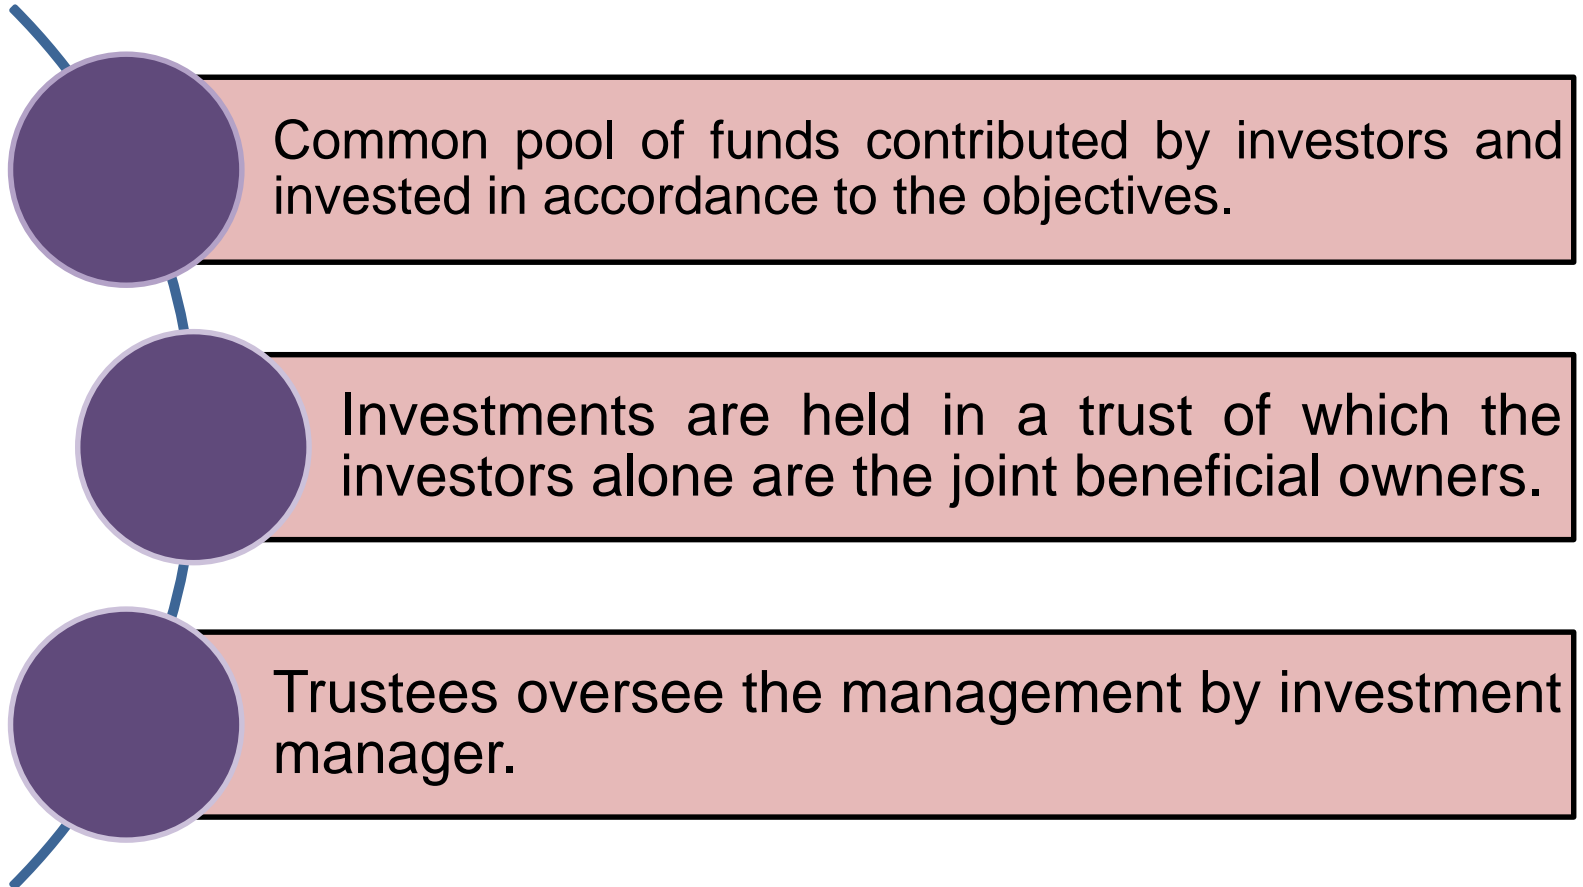 Common pool of funds contributed by investors and
invested in accordance to the objectives.
Investments are held in a trust of which the
investors alone are the joint beneficial owners.
Trustees oversee the management by investment
manager.